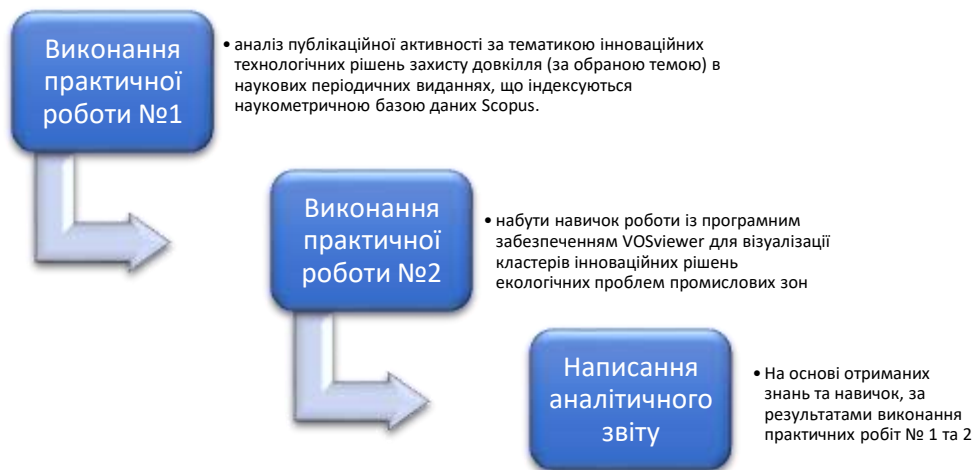 Виконання
практичної
роботи №1
• аналіз публікаційної активності за тематикою інноваційних
технологічних рішень захисту довкілля (за обраною темою) в
наукових періодичних виданнях, що індексуються
наукометричною базою даних Scopus.
Виконання
практичної
роботи №2
• набути навичок роботи із програмним
забезпеченням VOSviewer для візуалізації
кластерів інноваційних рішень
екологічних проблем промислових зон
Написання
аналітичного
звіту
• На основі отриманих
знань та навичок, за
результатами виконання
практичних робіт № 1 та 2